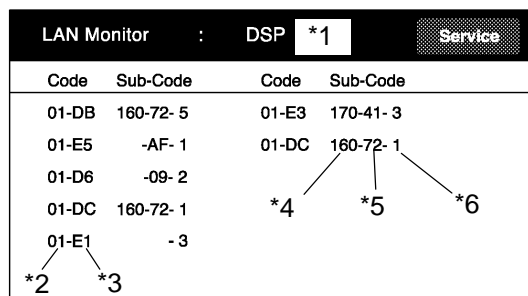 LAN Monitor : DSP *1 Service
Code Sub-Code Code Sub-Code
01-DB 160-72- 5 01-E3 170-41- 3
01-E5 -AF- 1 01-DC 160-72- 1
01-D6 -09- 2
01-DC 160-72- 1 *4 *5 *6
01-E1 - 3
*2 *3